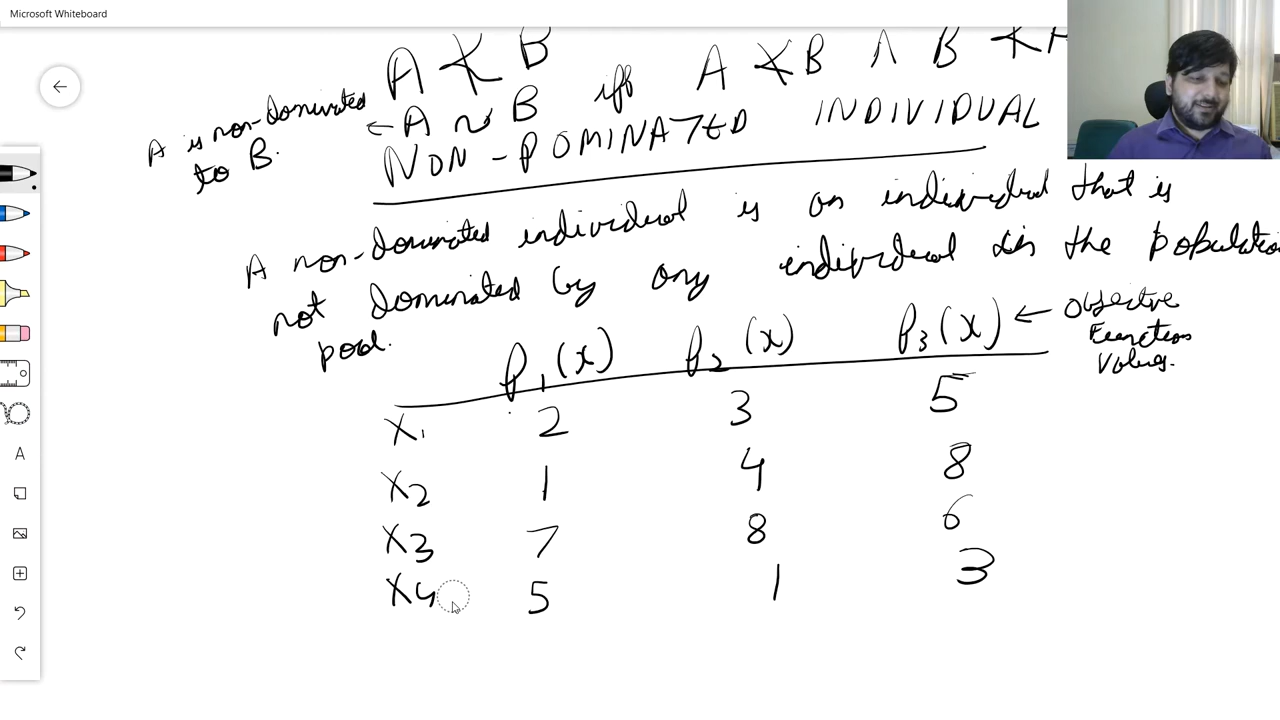 Microsoft Whiteboard
A ⊀ B
A ~ B iff A ⊀ B ∧ B ⊀ A
A is non-dominated
to B.
NON-DOMINATED INDIVIDUAL
A non-dominated individual is an individual that is
not dominated by any individual in the population
pool.
f₁(x) f₂(x) f₃(x) ← Objective
Function
Values.
X₁ 2 3 5
X₂ 1 4 8
X₃ 7 8 6
X₄ 5 1 3
A